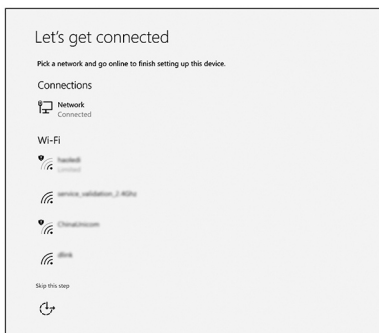 Let's get connected
Pick a network and go online to finish setting up this device.
Connections
Network
Connected
Wi-Fi
Limited
service_validation_2.4Ghz
ChinaUnicom
dlink
Skip this step